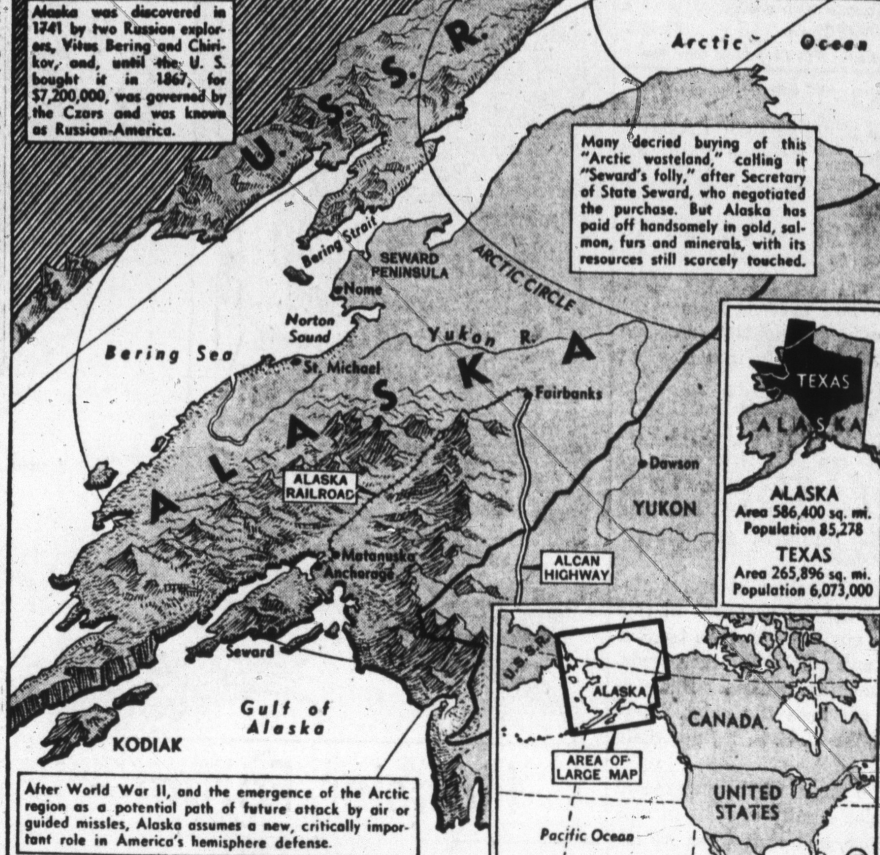 Alaska was discovered in
1741 by two Russian explor-
ers, Vitus Bering and Chiri-
kov, and, until the U. S.
bought it in 1867, for
$7,200,000, was governed by
the Czars and was known
as Russian-America.
U. S. S. R.
Arctic Ocean
Many decried buying of this
"Arctic wasteland," calling it
"Seward's folly," after Secretary
of State Seward, who negotiated
the purchase. But Alaska has
paid off handsomely in gold, sal-
mon, furs and minerals, with its
resources still scarcely touched.
Bering Strait
SEWARD
PENINSULA
ARCTIC CIRCLE
Nome
Norton
Sound
Yukon R.
Bering Sea
St. Michael
ALASKA
Fairbanks
ALASKA
RAILROAD
Dawson
YUKON
Matanuska
Anchorage
ALCAN
HIGHWAY
Seward
Gulf of
Alaska
KODIAK
TEXAS
ALASKA
ALASKA
Area 586,400 sq. mi.
Population 85,278
TEXAS
Area 265,896 sq. mi.
Population 6,073,000
U.S.S.R.
ALASKA
CANADA
AREA OF
LARGE MAP
UNITED
STATES
Pacific Ocean
After World War II, and the emergence of the Arctic
region as a potential path of future attack by air or
guided missles, Alaska assumes a new, critically impor-
tant role in America's hemisphere defense.